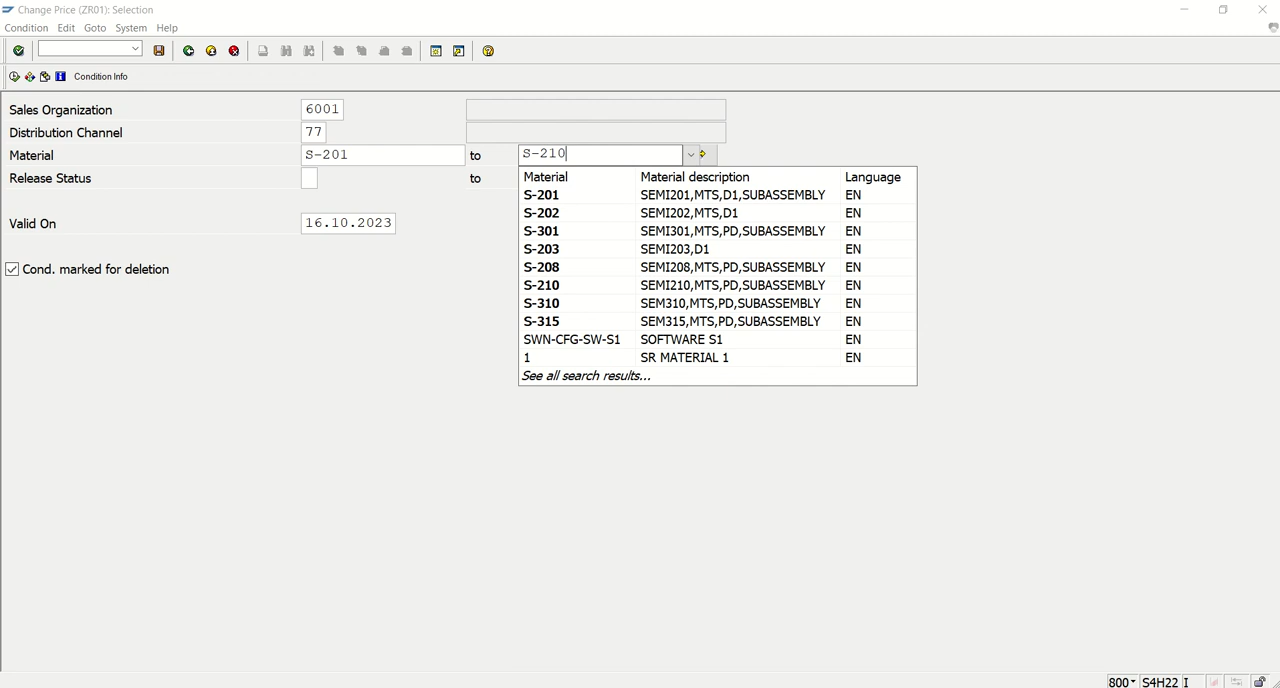 Change Price (ZR01): Selection
Condition Edit Goto System Help
Condition Info
Sales Organization 6001
Distribution Channel 77
Material S-201 to S-210
Release Status to
Valid On 16.10.2023
Cond. marked for deletion
Material Material description Language
S-201 SEMI201,MTS,D1,SUBASSEMBLY EN
S-202 SEMI202,MTS,D1 EN
S-301 SEMI301,MTS,PD,SUBASSEMBLY EN
S-203 SEMI203,D1 EN
S-208 SEMI208,MTS,PD,SUBASSEMBLY EN
S-210 SEMI210,MTS,PD,SUBASSEMBLY EN
S-310 SEM310,MTS,PD,SUBASSEMBLY EN
S-315 SEM315,MTS,PD,SUBASSEMBLY EN
SWN-CFG-SW-S1 SOFTWARE S1 EN
1 SR MATERIAL 1 EN
See all search results...
800 S4H22 I